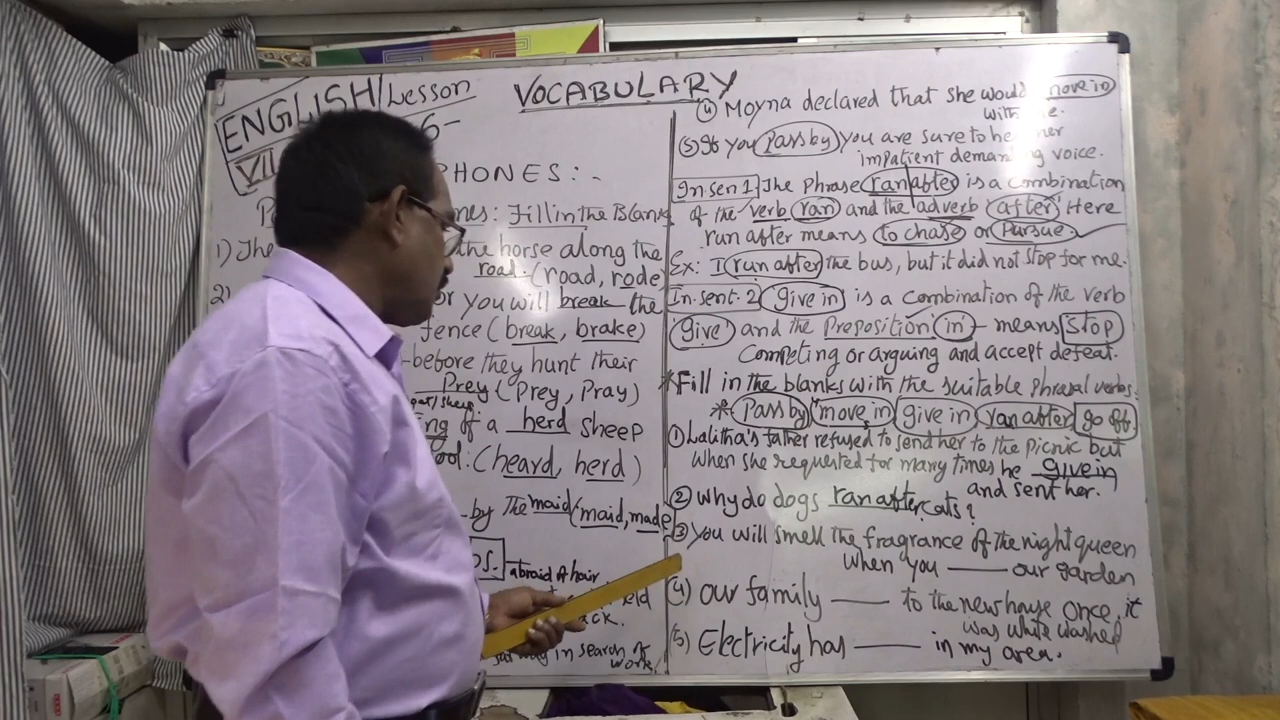 ENGLISH/Lesson
VII
6-
VOCABULARY
PHONES:-
Fill in the Blank
1) The the horse along the
road. (road, rode)
2) or you will break the
fence (break, brake)
before they hunt their
Prey (Prey, Pray)
of a herd sheep
(heard, herd)
by the maid (maid, made
a braid of hair
in search of
work
(4) Moyna declared that she would move in
with
(5) If you Pass by you are sure to her
impatient demanding voice.
In sen 1 The Phrase ran after is a combination
of the verb ran and the adverb 'after' Here
run after means to chase or Pursue.
Ex: I run after the bus, but it did not stop for me.
In sent. 2 give in is a combination of the verb
'give' and the Preposition 'in' - means stop
Competing or arguing and accept defeat.
* Fill in the blanks with the suitable phrasal verbs:
* Pass by move in give in ran after go off
(1) Lalitha's father refused to send her to the picnic but
when she requested for many times he give in
and sent her.
(2) Why do dogs ran after cats?
(3) You will smell the fragrance of the night queen
when you ___ our garden
(4) Our family ___ to the new house once, it
was white washed
(5) Electricity has ___ in my area.